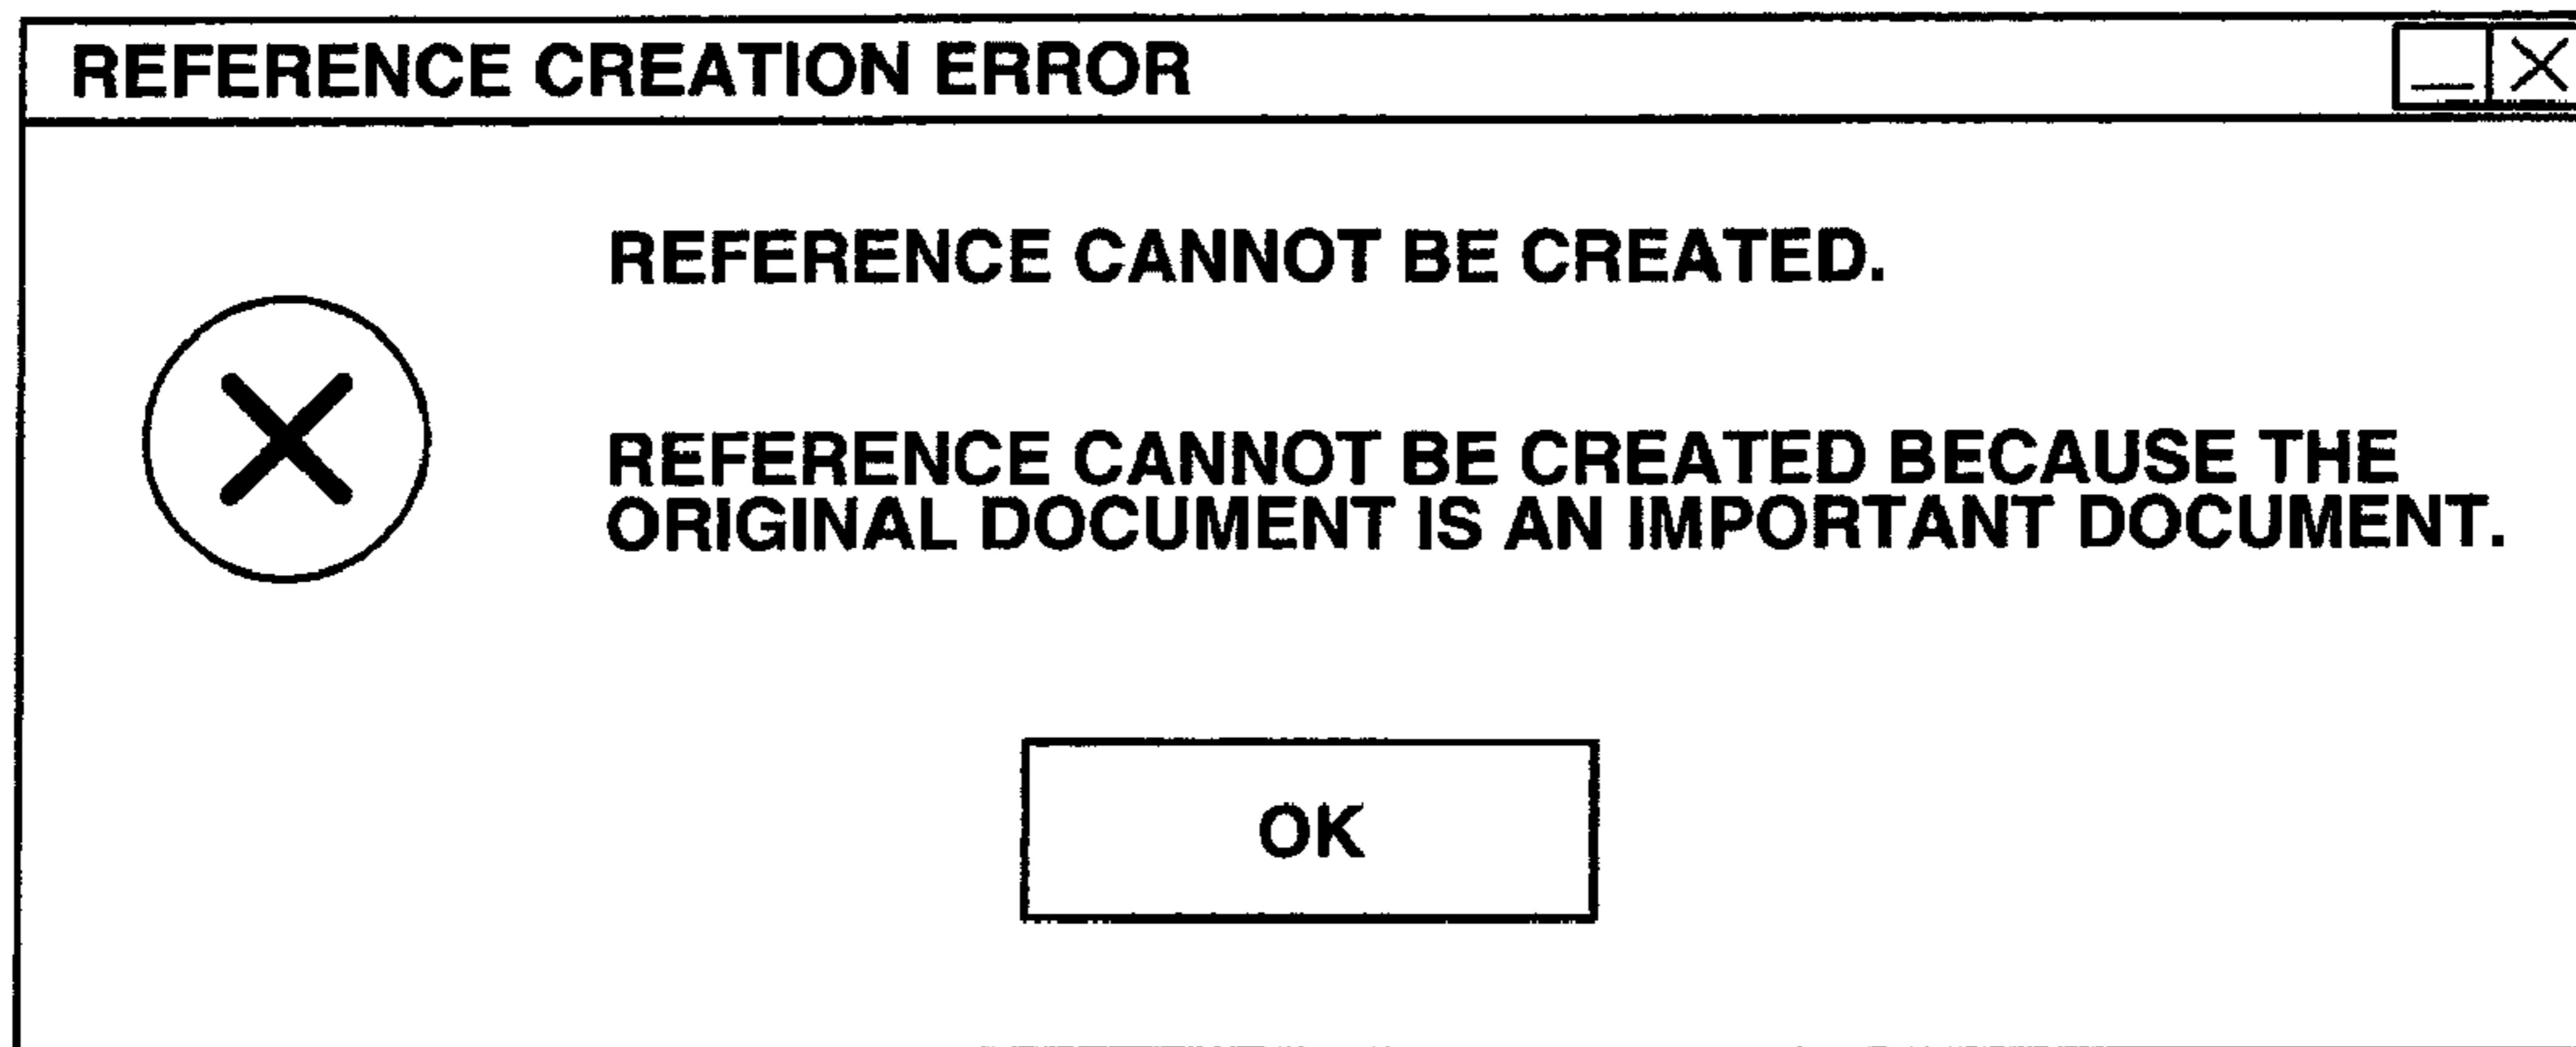 REFERENCE CREATION ERROR
REFERENCE CANNOT BE CREATED.
REFERENCE CANNOT BE CREATED BECAUSE THE
ORIGINAL DOCUMENT IS AN IMPORTANT DOCUMENT.
OK